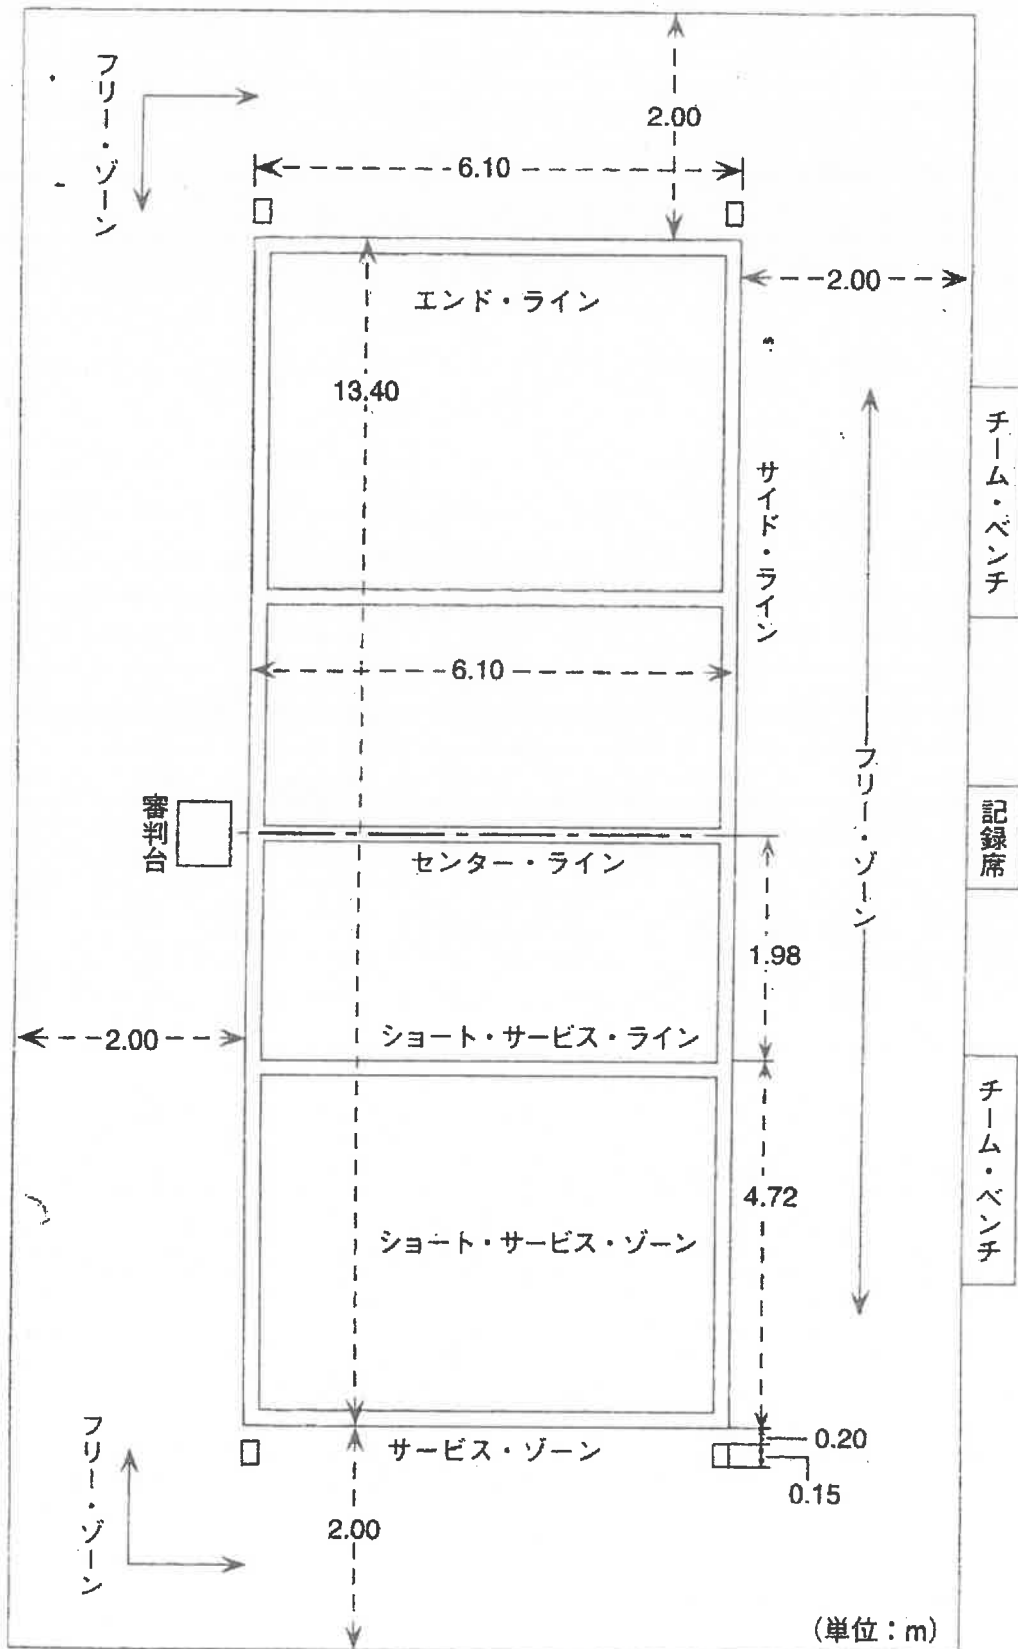 フリー・ゾーン
2.00
6.10
エンド・ライン
2.00
13.40
チーム・ベンチ
サイド・ライン
6.10
フリー・ゾーン
審判台
記録席
センター・ライン
1.98
2.00
ショート・サービス・ライン
チーム・ベンチ
4.72
ショート・サービス・ゾーン
フリー・ゾーン
サービス・ゾーン
0.20
0.15
2.00
(単位:m)